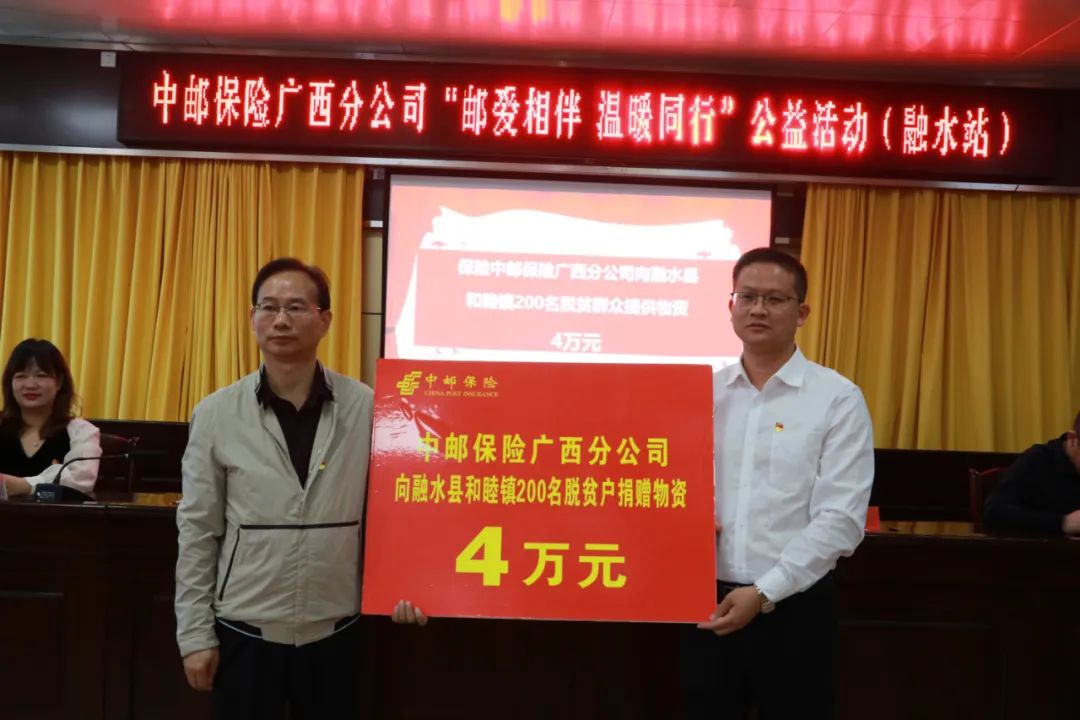 中邮保险广西分公司“邮爱相伴 温暖同行”公益活动（融水站）
保险中邮保险广西分公司向融水县
和睦镇200名脱贫群众提供物资
4万元
中邮保险
CHINA POST INSURANCE
中邮保险广西分公司
向融水县和睦镇200名脱贫户捐赠物资
4万元